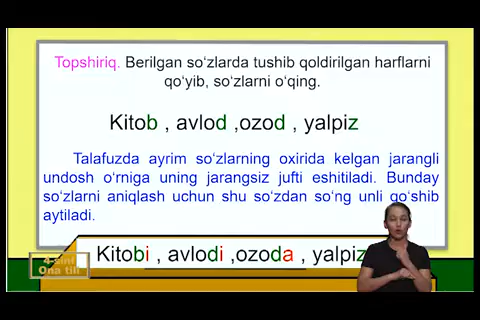 Topshiriq. Berilgan so'zlarda tushib qoldirilgan harflarni
qo'yib, so'zlarni o'qing.
Kitob , avlod ,ozod , yalpiz
Talafuzda ayrim so'zlarning oxirida kelgan jarangli
undosh o'rniga uning jarangsiz jufti eshitiladi. Bunday
so'zlarni aniqlash uchun shu so'zdan so'ng unli qo'shib
aytiladi.
Kitobi , avlodi ,ozoda , yalpiz
4-sinf
Ona tili